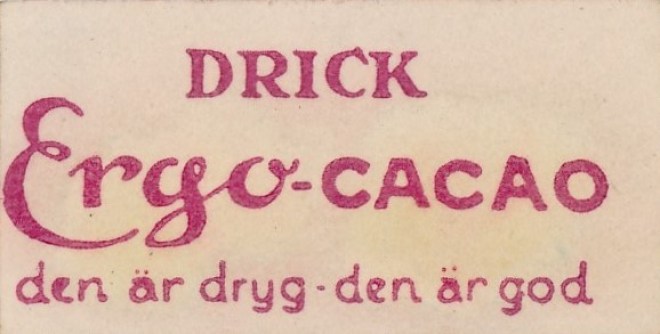 DRICK
Ergo-CACAO
den är dryg-den är god